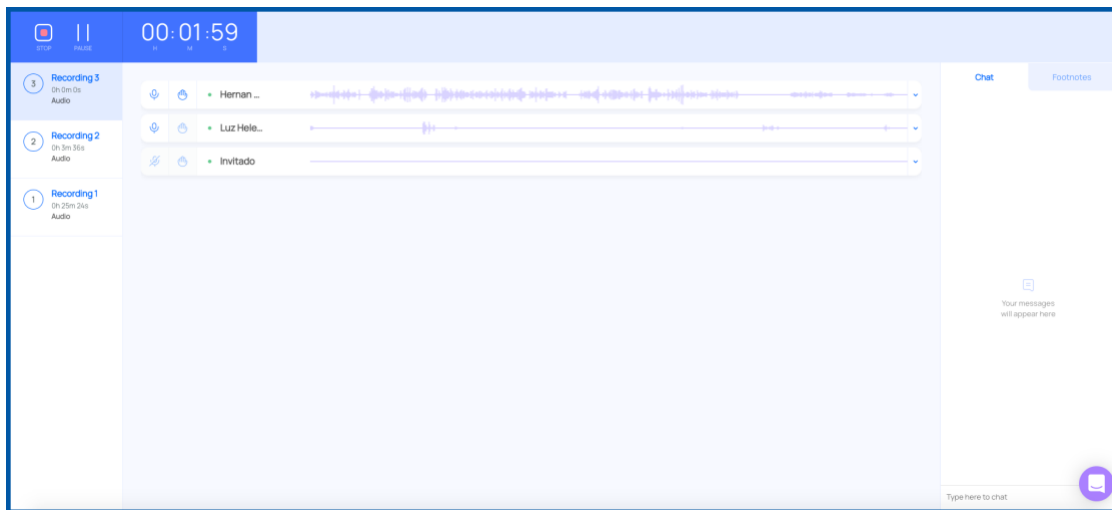 00:01:59
STOP PAUSE H M S
3 Recording 3
0h 0m 0s
Audio
2 Recording 2
0h 3m 36s
Audio
1 Recording 1
0h 25m 24s
Audio
Hernan ...
Luz Hele...
Invitado
Chat Footnotes
Your messages
will appear here
Type here to chat